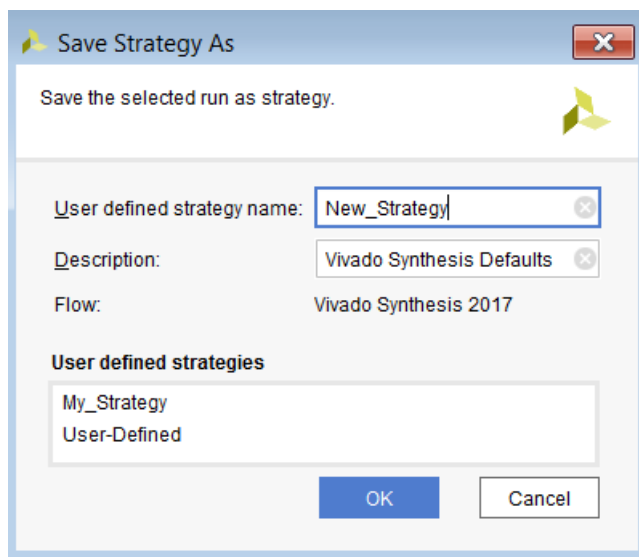 Save Strategy As
Save the selected run as strategy.
User defined strategy name: New_Strategy
Description: Vivado Synthesis Defaults
Flow: Vivado Synthesis 2017
User defined strategies
My_Strategy
User-Defined
OK Cancel